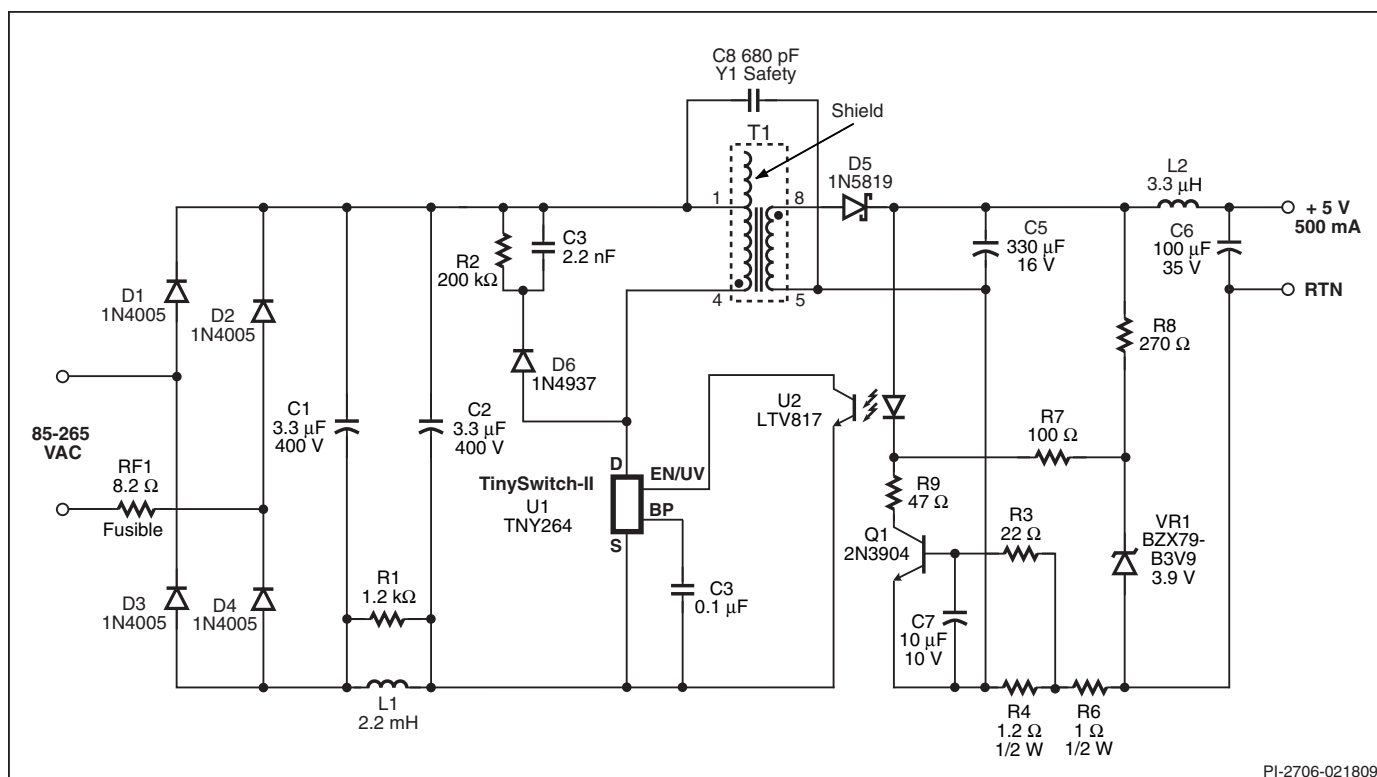 C8 680 pF
Y1 Safety
Shield
T1
D5
1N5819
L2
3.3 μH
1
8
+ 5 V
500 mA
C3
2.2 nF
R2
200 kΩ
C5
330 μF
16 V
C6
100 μF
35 V
D1
1N4005
D2
1N4005
4
5
RTN
R8
270 Ω
D6
1N4937
85-265
VAC
C1
3.3 μF
400 V
C2
3.3 μF
400 V
U2
LTV817
R7
100 Ω
RF1
8.2 Ω
Fusible
D
EN/UV
TinySwitch-II
U1
TNY264
BP
S
R9
47 Ω
Q1
2N3904
R3
22 Ω
VR1
BZX79-
B3V9
3.9 V
D3
1N4005
D4
1N4005
R1
1.2 kΩ
C3
0.1 μF
C7
10 μF
10 V
L1
2.2 mH
R4
1.2 Ω
1/2 W
R6
1 Ω
1/2 W
PI-2706-021809